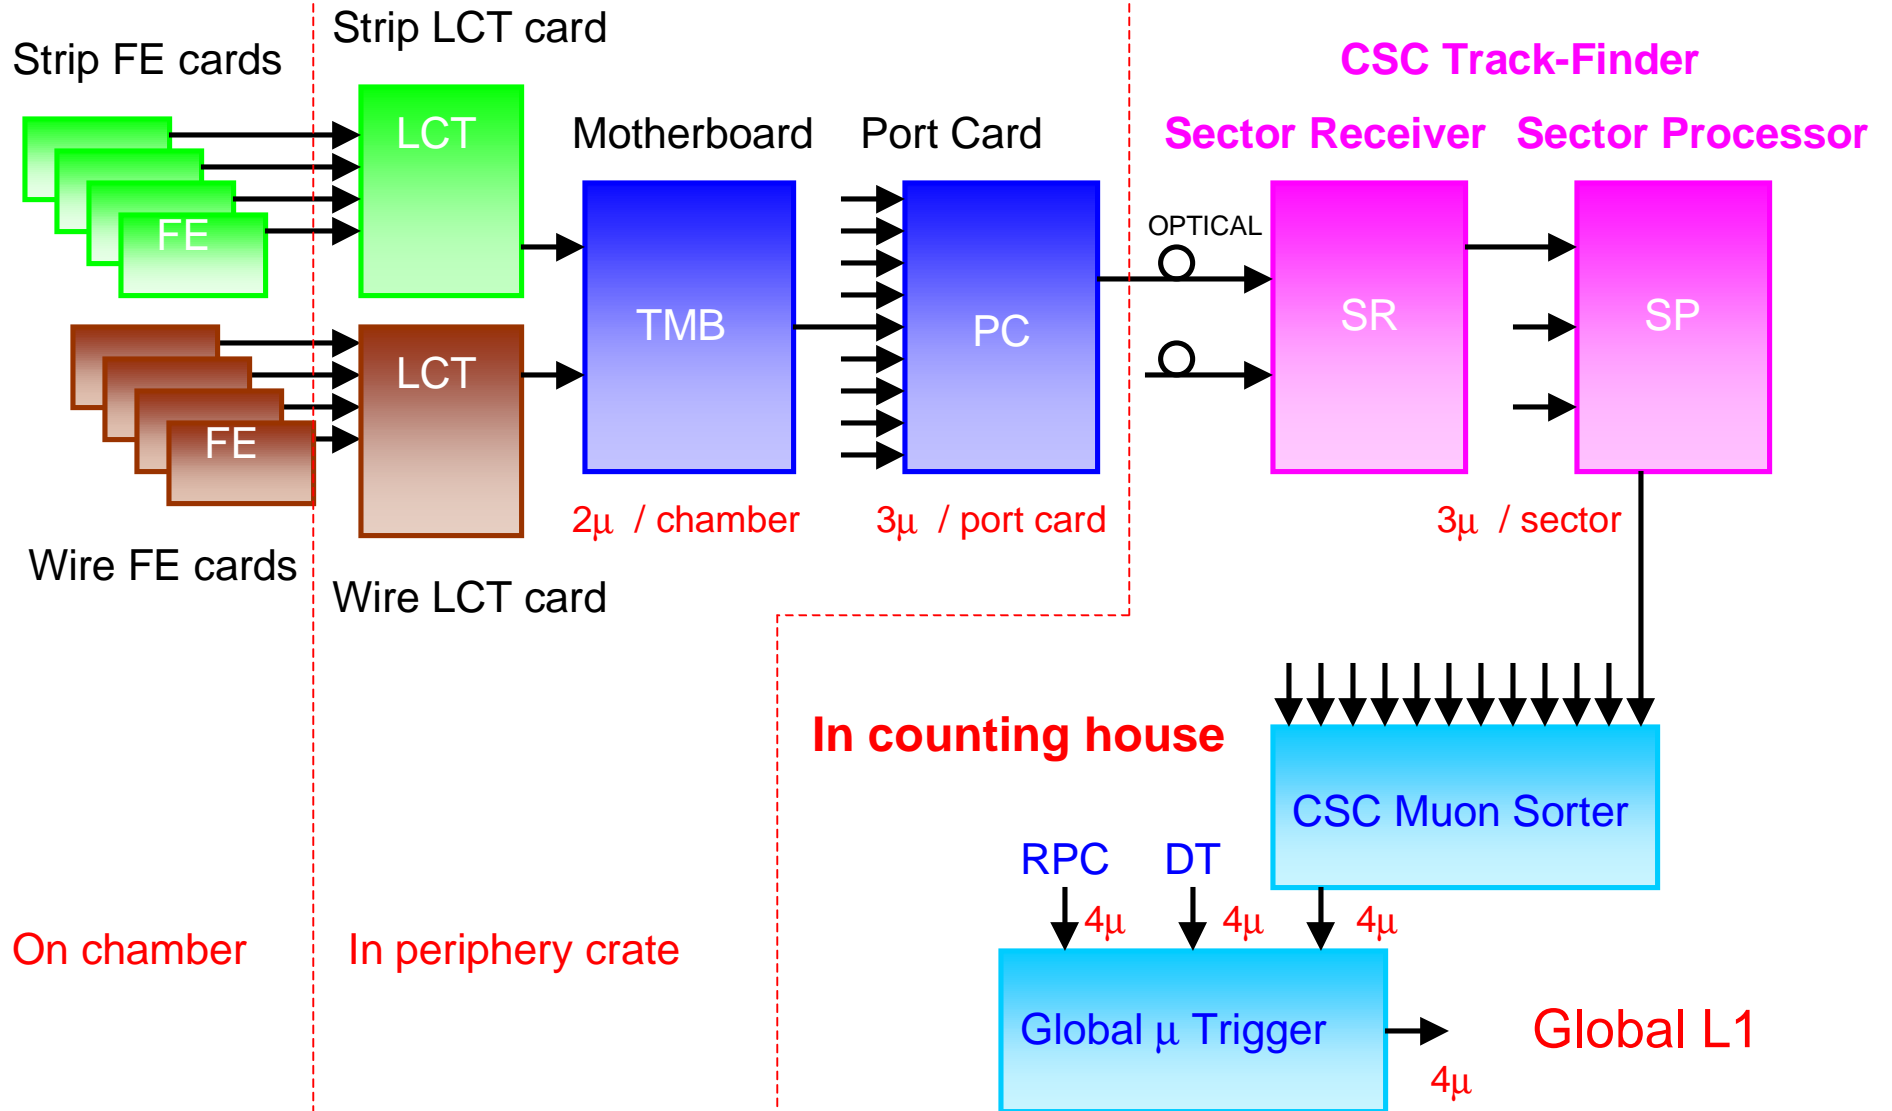 Strip LCT card
Strip FE cards
CSC Track-Finder
LCT
Motherboard
Port Card
Sector Receiver
Sector Processor
FE
OPTICAL
TMB
PC
SR
SP
LCT
FE
2μ / chamber
3μ / port card
3μ / sector
Wire FE cards
Wire LCT card
In counting house
CSC Muon Sorter
RPC
DT
4μ
4μ
4μ
On chamber
In periphery crate
Global μ Trigger
Global L1
4μ